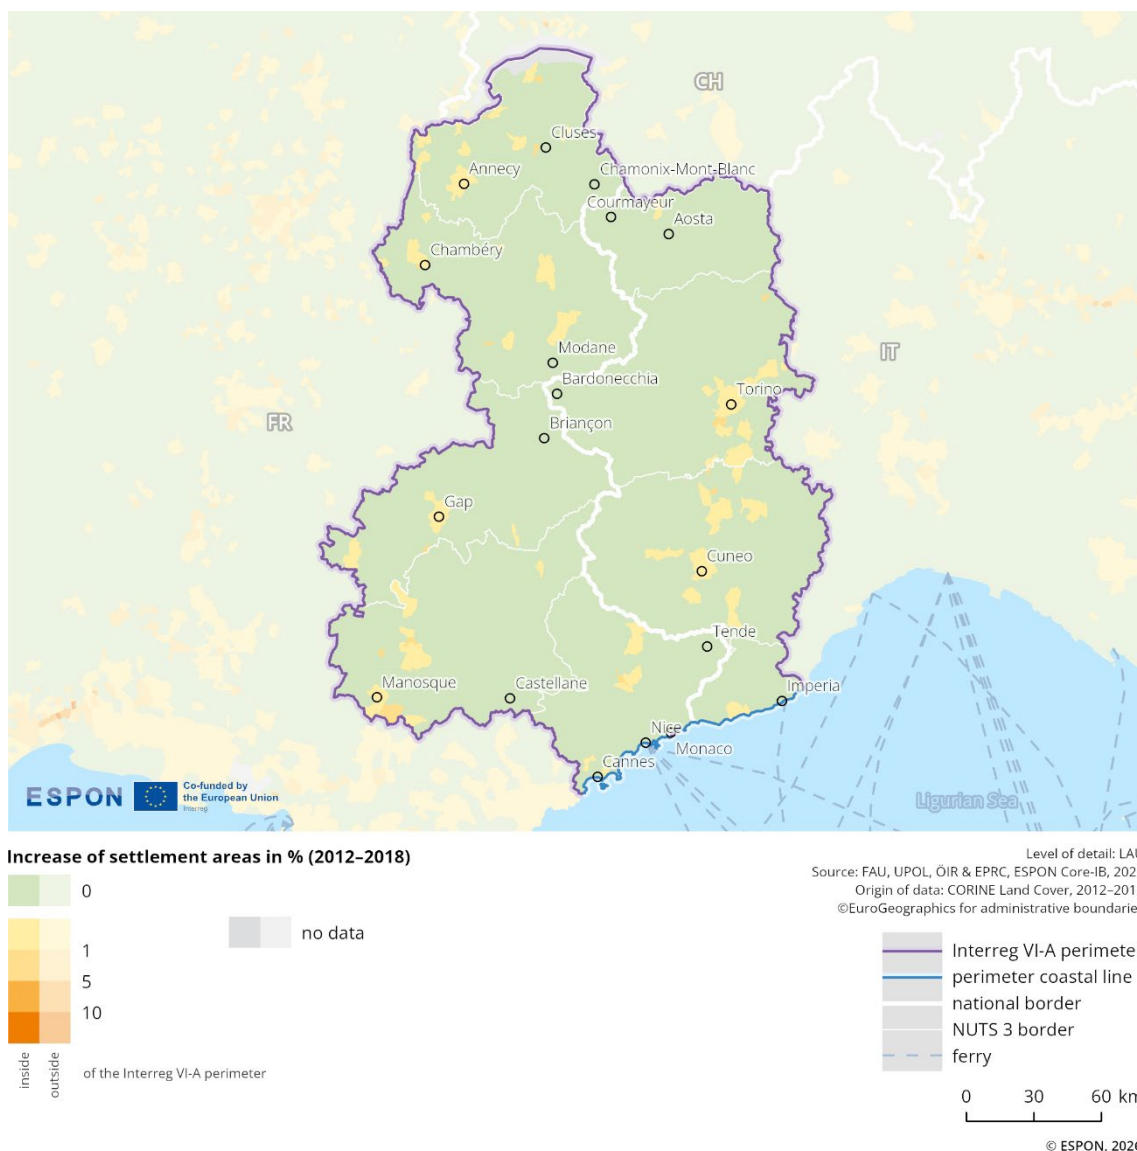 CH
Cluses
Annecy
Chamonix-Mont-Blanc
Courmayeur
Aosta
Chambéry
Modane
IT
Bardonecchia
Torino
FR
Briançon
Gap
Cuneo
Tende
Manosque
Castellane
Imperia
Nice
Monaco
Cannes
Ligurian Sea
ESPON
Co-funded by
the European Union
Interreg
Increase of settlement areas in % (2012–2018)
0
1
5
10
no data
inside
outside
of the Interreg VI-A perimeter
Level of detail: LAU
Source: FAU, UPOL, ÖIR & EPRC, ESPON Core-IB, 202
Origin of data: CORINE Land Cover, 2012–201
©EuroGeographics for administrative boundarie
Interreg VI-A perimete
perimeter coastal line
national border
NUTS 3 border
ferry
0 30 60 km
© ESPON, 2026